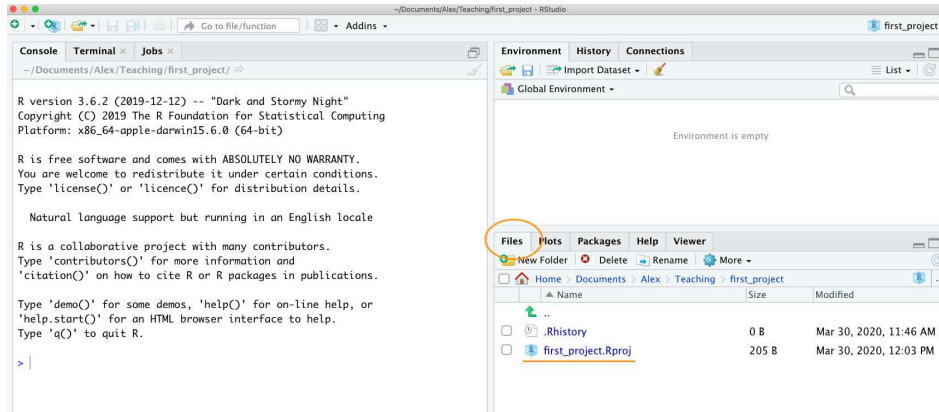 ~/Documents/Alex/Teaching/first_project - RStudio
Go to file/function
Addins
first_project
Console Terminal Jobs
~/Documents/Alex/Teaching/first_project/
R version 3.6.2 (2019-12-12) -- "Dark and Stormy Night"
Copyright (C) 2019 The R Foundation for Statistical Computing
Platform: x86_64-apple-darwin15.6.0 (64-bit)
R is free software and comes with ABSOLUTELY NO WARRANTY.
You are welcome to redistribute it under certain conditions.
Type 'license()' or 'licence()' for distribution details.
Natural language support but running in an English locale
R is a collaborative project with many contributors.
Type 'contributors()' for more information and
'citation()' on how to cite R or R packages in publications.
Type 'demo()' for some demos, 'help()' for on-line help, or
'help.start()' for an HTML browser interface to help.
Type 'q()' to quit R.
>
Environment History Connections
Import Dataset
List
Global Environment
Environment is empty
Files Plots Packages Help Viewer
New Folder Delete Rename More
Home > Documents > Alex > Teaching > first_project
Name Size Modified
..
.Rhistory 0 B Mar 30, 2020, 11:46 AM
first_project.Rproj 205 B Mar 30, 2020, 12:03 PM